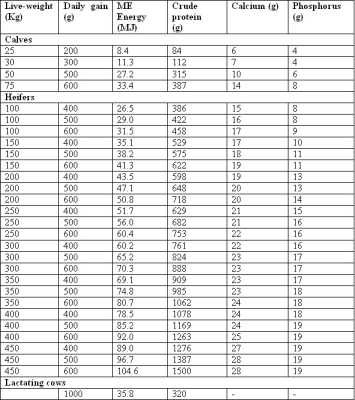 Live-weight (Kg) Daily gain (g) ME Energy (MJ) Crude protein (g) Calcium (g) Phosphorus (g)
Calves
25 200 8.4 84 6 4
30 300 11.3 112 7 4
50 500 27.2 315 10 6
75 600 33.4 387 14 8
Heifers
100 400 26.5 386 15 8
100 500 29.0 422 16 8
100 600 31.5 458 17 9
150 400 35.1 529 17 10
150 500 38.2 575 18 11
150 600 41.3 622 19 11
200 400 43.5 598 19 13
200 500 47.1 648 20 13
200 600 50.8 718 20 14
250 400 51.7 629 21 15
250 500 56.0 682 21 16
250 600 60.4 753 22 16
300 400 60.2 761 22 16
300 500 65.2 824 23 17
300 600 70.3 888 23 17
350 400 69.1 909 23 17
350 500 74.8 985 23 18
350 600 80.7 1062 24 18
400 400 78.5 1078 24 18
400 500 85.2 1169 24 19
400 600 92.0 1263 25 19
450 400 89.0 1276 27 19
450 500 96.7 1387 28 19
450 600 104.6 1500 28 19
Lactating cows
1000 35.8 320 - -